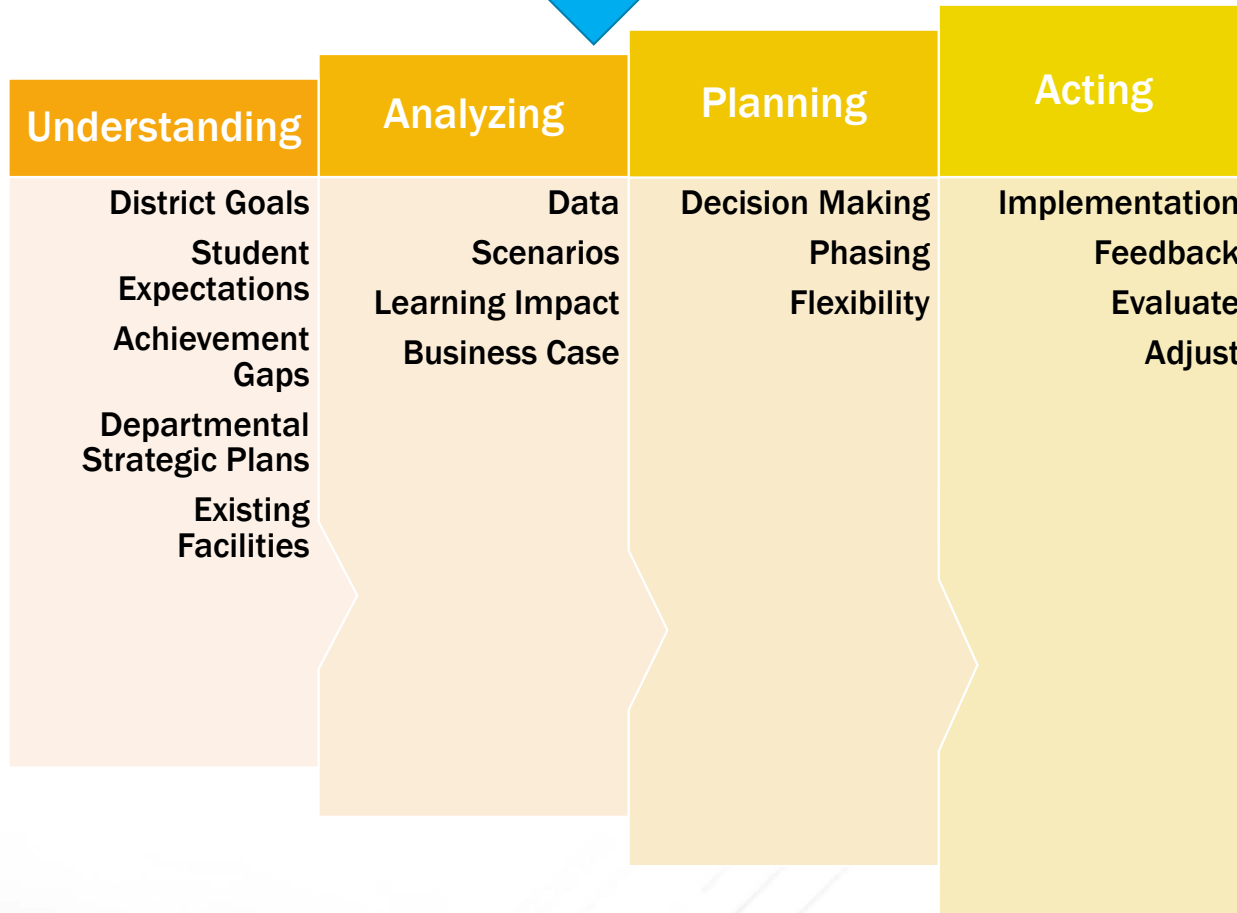 Understanding
District Goals
Student
Expectations
Achievement
Gaps
Departmental
Strategic Plans
Existing
Facilities
Analyzing
Data
Scenarios
Learning Impact
Business Case
Planning
Decision Making
Phasing
Flexibility
Acting
Implementation
Feedback
Evaluate
Adjust